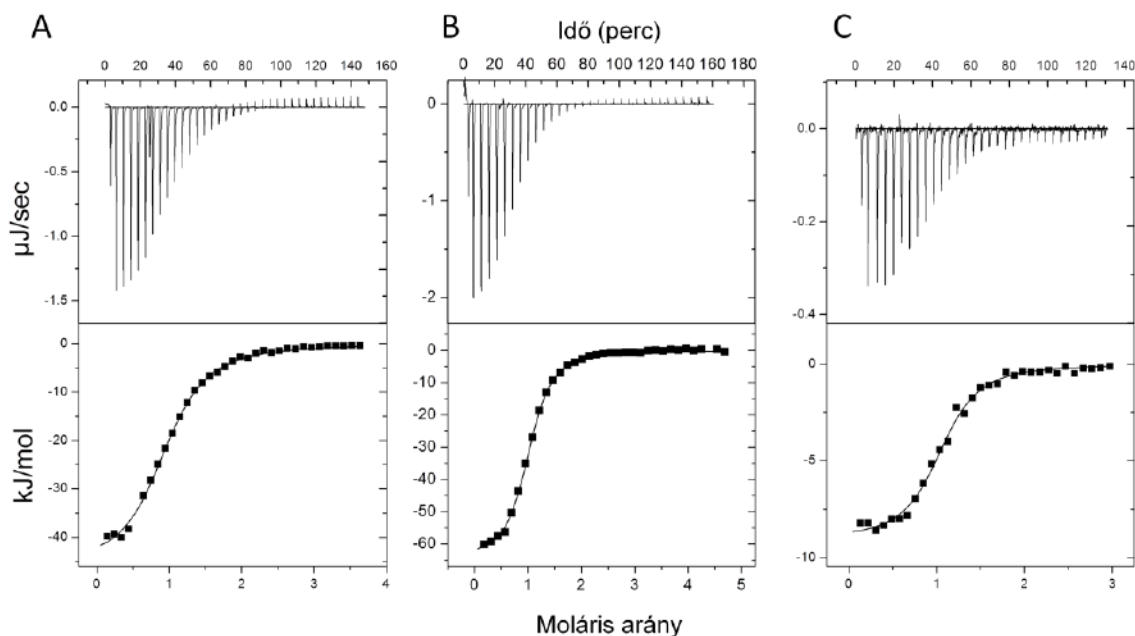 A
B
C
Idő (perc)
0 20 40 60 80 100 120 140 160
0 20 40 60 80 100 120 140 160 180
0 20 40 60 80 100 120 140
µJ/sec
0.0
-0.5
-1.0
-1.5
0
-1
-2
0.0
-0.2
-0.4
kJ/mol
0
-10
-20
-30
-40
0
-10
-20
-30
-40
-50
-60
0
-5
-10
0 1 2 3 4
0 1 2 3 4 5
0 1 2 3
Moláris arány